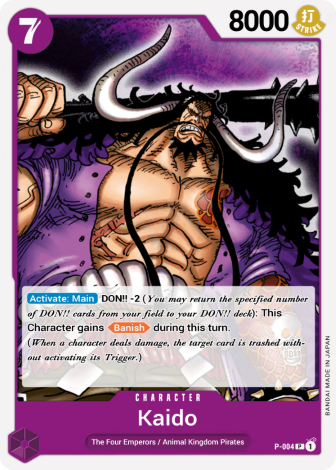 7
8000
打
STRIKE
Activate: Main DON!! -2 (You may return the specified number
of DON!! cards from your field to your DON!! deck): This
Character gains Banish during this turn.
(When a character deals damage, the target card is trashed with-
out activating its Trigger.)
CHARACTER
Kaido
The Four Emperors / Animal Kingdom Pirates
P-004 P 1
BANDAI MADE IN JAPAN